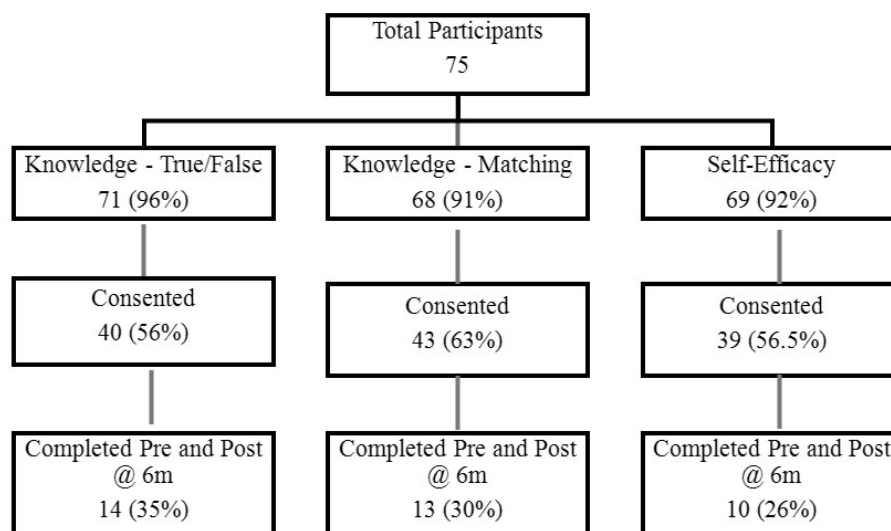 Total Participants
75
Knowledge - True/False
71 (96%)
Knowledge - Matching
68 (91%)
Self-Efficacy
69 (92%)
Consented
40 (56%)
Consented
43 (63%)
Consented
39 (56.5%)
Completed Pre and Post
@ 6m
14 (35%)
Completed Pre and Post
@ 6m
13 (30%)
Completed Pre and Post
@ 6m
10 (26%)